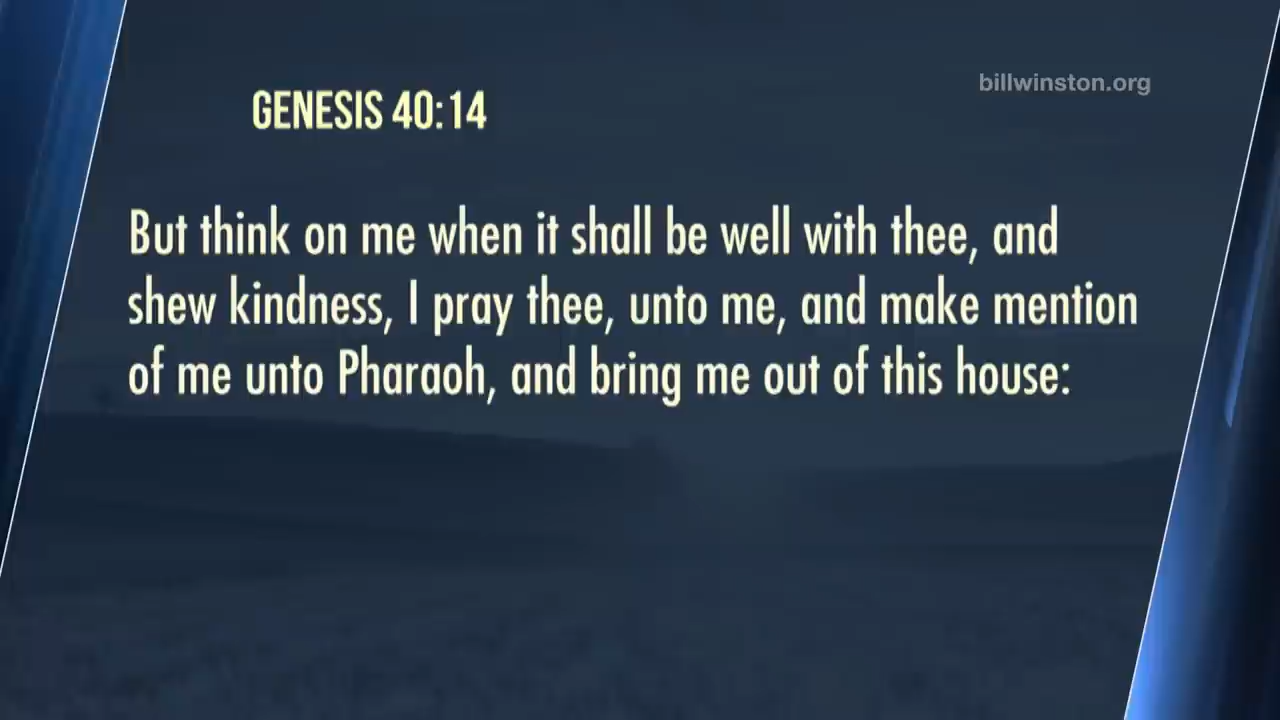 billwinston.org
GENESIS 40:14
But think on me when it shall be well with thee, and
shew kindness, I pray thee, unto me, and make mention
of me unto Pharaoh, and bring me out of this house: